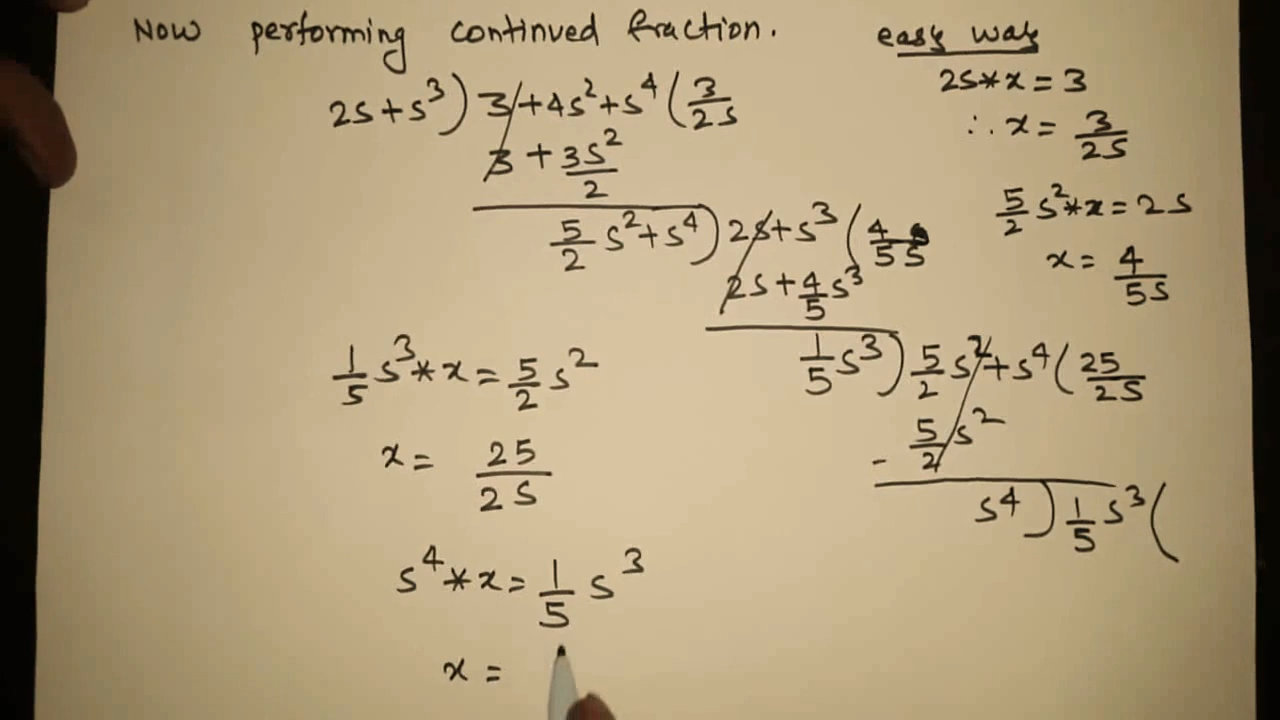 Now performing continued fraction.
easy way
2s+s³) 3+4s²+s⁴ (3/2s
2s*x=3
3 + 3s²/2
∴ x = 3/2s
5/2 s²+s⁴) 2s+s³ (4/5s
5/2 s²*x=2s
2s+4/5 s³
x = 4/5s
1/5 s³) 5/2 s²+s⁴ (25/2s
1/5 s³*x = 5/2 s²
- 5/2 s²
x = 25/2s
s⁴) 1/5 s³ (
s⁴*x = 1/5 s³
x =